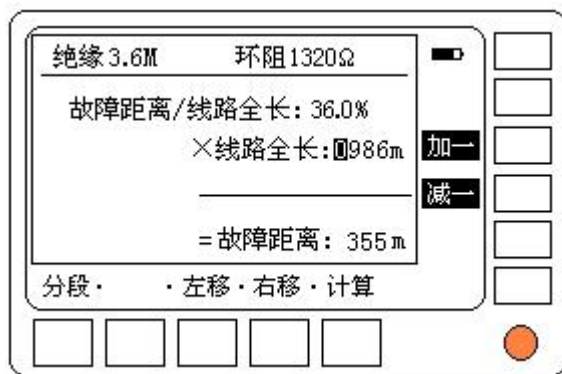 绝缘3.6M 环阻1320Ω
故障距离/线路全长: 36.0%
×线路全长:0986m
加一
减一
=故障距离: 355m
分段· ·左移·右移·计算